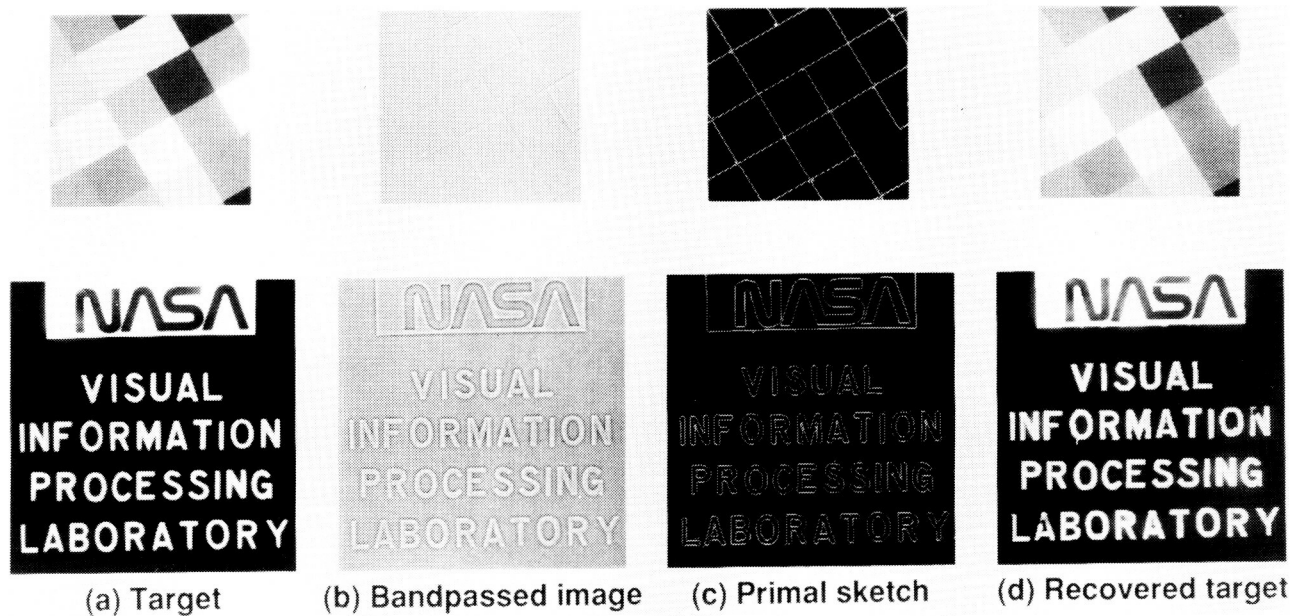 NASA
VISUAL
INFORMATION
PROCESSING
LABORATORY
NASA
VISUAL
INFORMATION
PROCESSING
LABORATORY
NASA
VISUAL
INFORMATION
PROCESSING
LABORATORY
NASA
VISUAL
INFORMATION
PROCESSING
LABORATORY
(a) Target
(b) Bandpassed image
(c) Primal sketch
(d) Recovered target